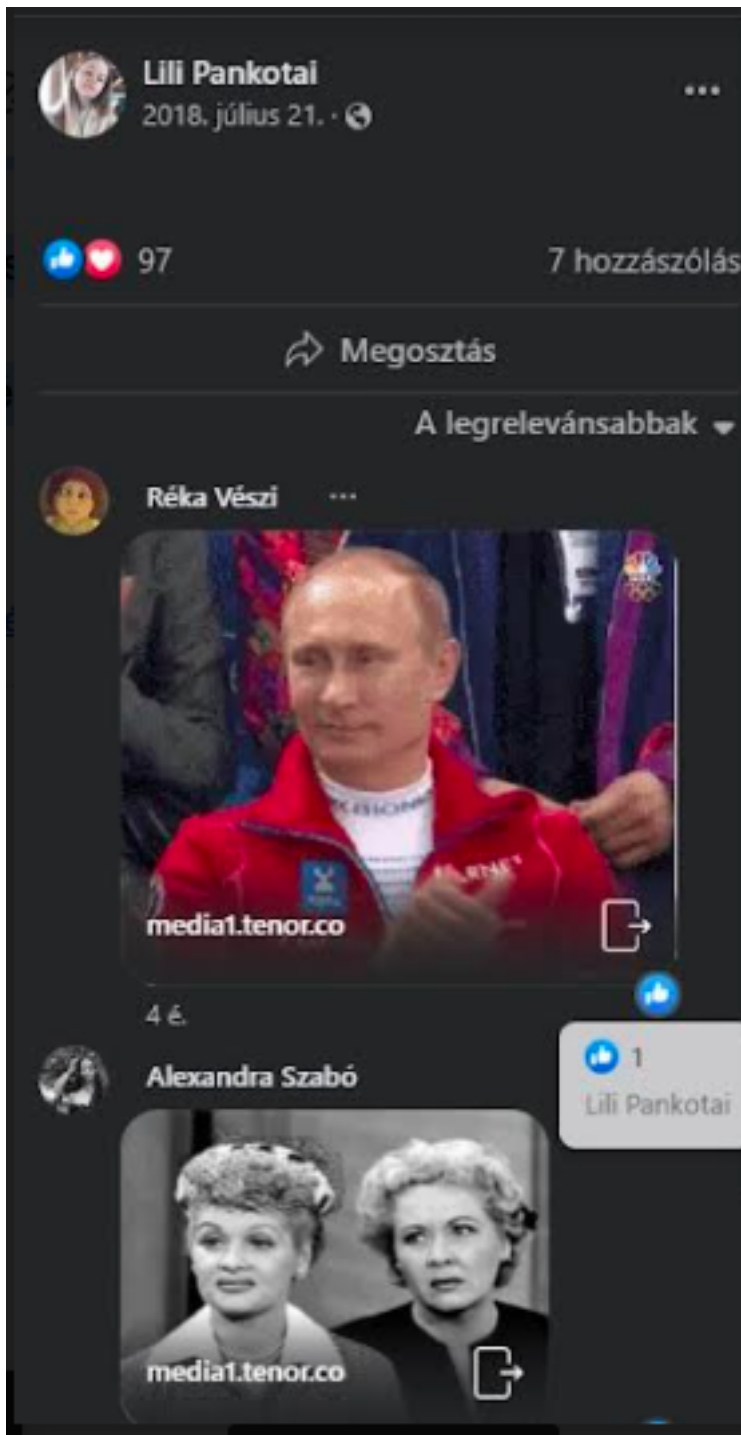 Lili Pankotai
2018. július 21. ·
97
7 hozzászólás
Megosztás
A legrelevánsabbak
Réka Vészi
media1.tenor.co
4 é.
1
Lili Pankotai
Alexandra Szabó
media1.tenor.co